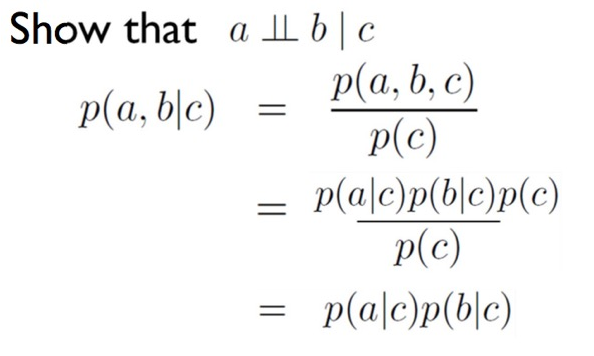 Show that a ⫫ b | c
p(a, b|c) = p(a, b, c) / p(c)
= p(a|c)p(b|c)p(c) / p(c)
= p(a|c)p(b|c)